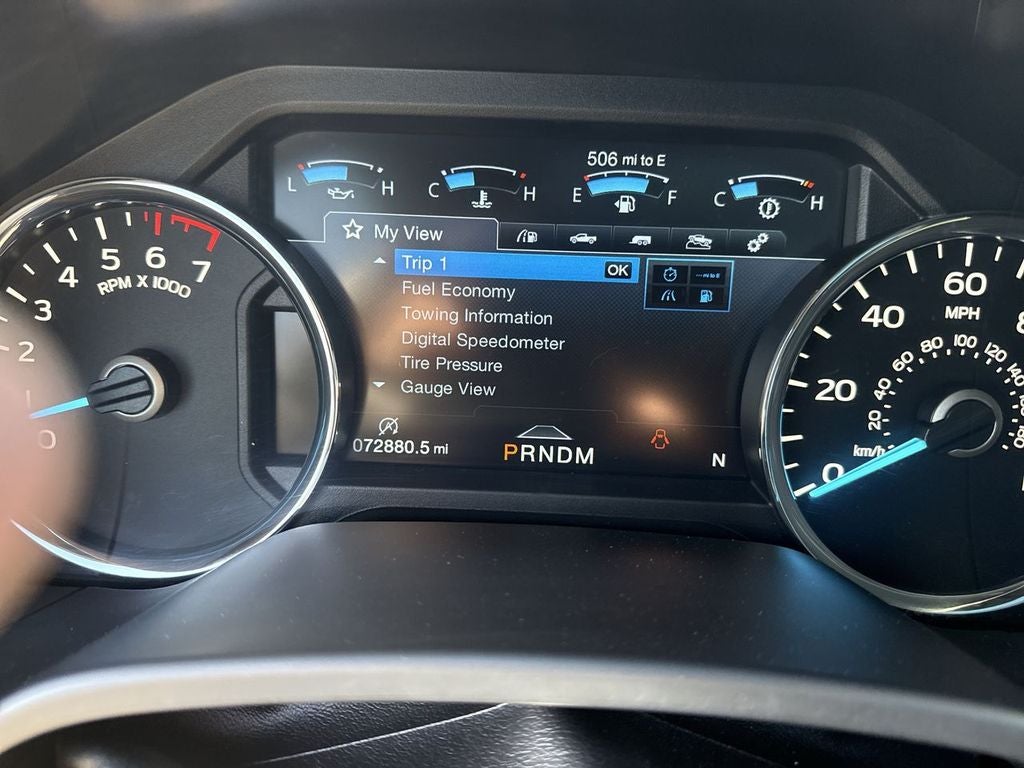 506 mi to E
L H C H E F C H
My View
Trip 1 OK
Fuel Economy
Towing Information
Digital Speedometer
Tire Pressure
Gauge View
072880.5 mi
PRNDM
N
0
2
3
4
5
6
7
RPM X 1000
0
20
40
60
MPH
20
40
60
80
100
120
140
km/h